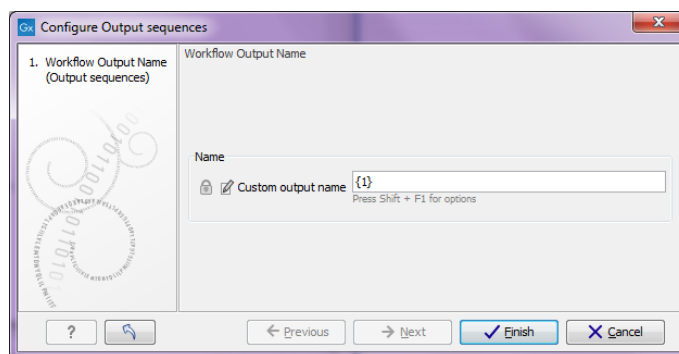 Gx Configure Output sequences
1. Workflow Output Name
(Output sequences)
Workflow Output Name
Name
Custom output name {1}
Press Shift + F1 for options
? Previous Next Finish Cancel